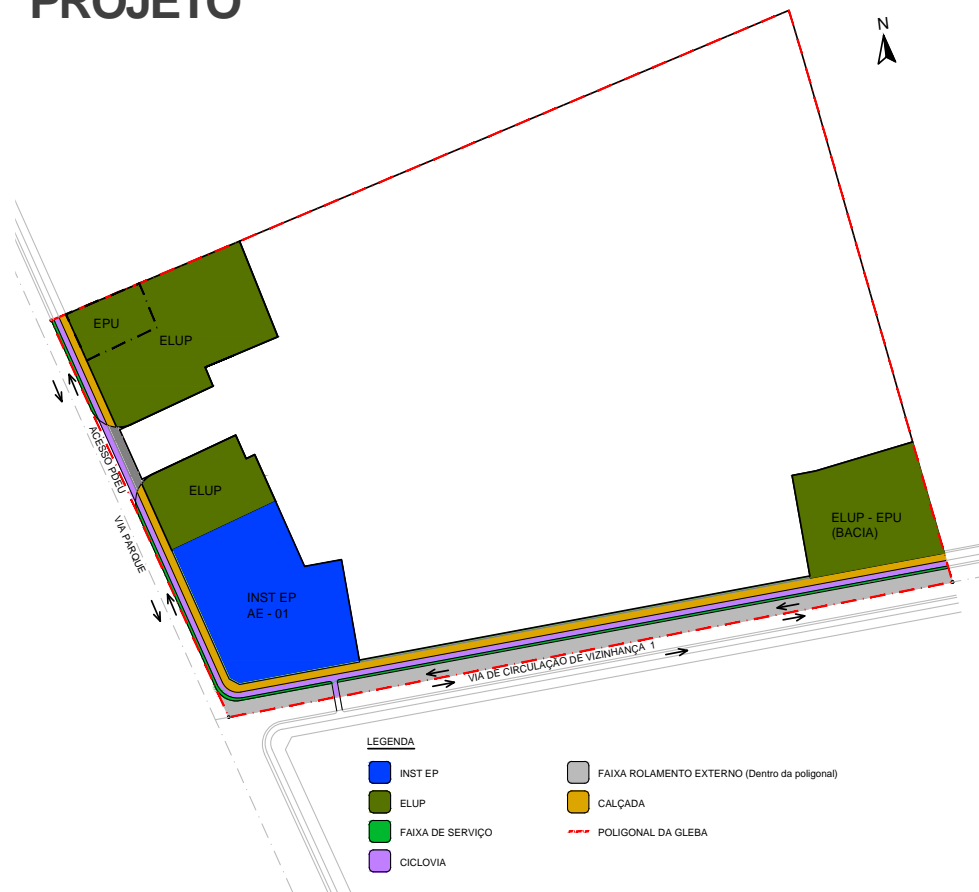 PROJETO
N
EPU
ELUP
ACESSO PDEU
ELUP
VIA PARQUE
INST EP
AE - 01
ELUP - EPU
(BACIA)
VIA DE CIRCULAÇÃO DE VIZINHANÇA 1
LEGENDA
INST EP
ELUP
FAIXA DE SERVIÇO
CICLOVIA
FAIXA ROLAMENTO EXTERNO (Dentro da poligonal)
CALÇADA
POLIGONAL DA GLEBA